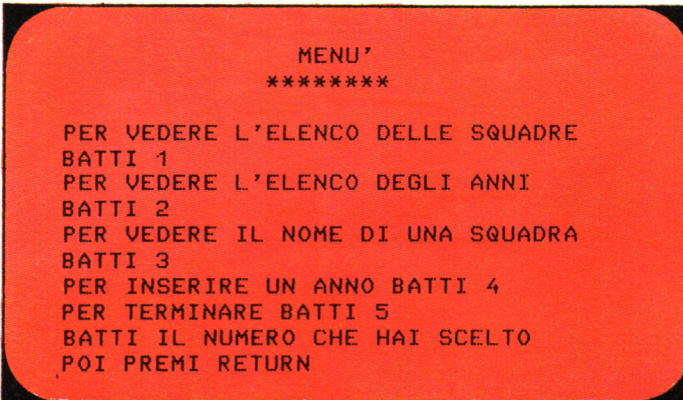 MENU'
********
PER VEDERE L'ELENCO DELLE SQUADRE
BATTI 1
PER VEDERE L'ELENCO DEGLI ANNI
BATTI 2
PER VEDERE IL NOME DI UNA SQUADRA
BATTI 3
PER INSERIRE UN ANNO BATTI 4
PER TERMINARE BATTI 5
BATTI IL NUMERO CHE HAI SCELTO
POI PREMI RETURN